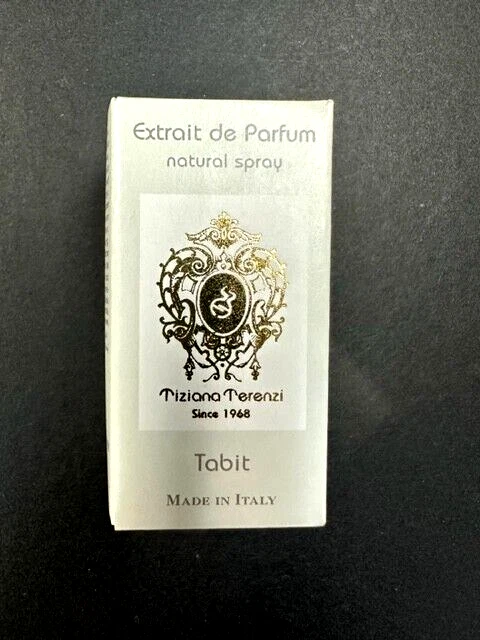 Extrait de Parfum
natural spray
Tiziana Terenzi
Since 1968
Tabit
MADE IN ITALY